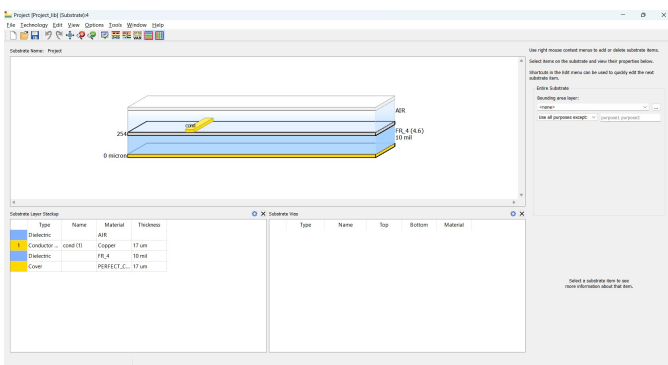 Project [Project_lib] (Substrate):4
File Technology Edit View Options Tools Window Help
Substrate Name: Project
Use right mouse context menus to add or delete substrate items.
Select items on the substrate and view their properties below.
Shortcuts in the Edit menu can be used to quickly edit the next
substrate item.
Entire Substrate
Bounding area layer:
<none>
...
Use all purposes except: purpose1 purpose2
AIR
cond
254
FR_4 (4.6)
10 mil
0 micron
Substrate Layer Stackup
Type Name Material Thickness
Dielectric AIR
1 Conductor ... cond (1) Copper 17 um
Dielectric FR_4 10 mil
Cover PERFECT_C... 17 um
Substrate Vias
Type Name Top Bottom Material
Select a substrate item to see
more information about that item.